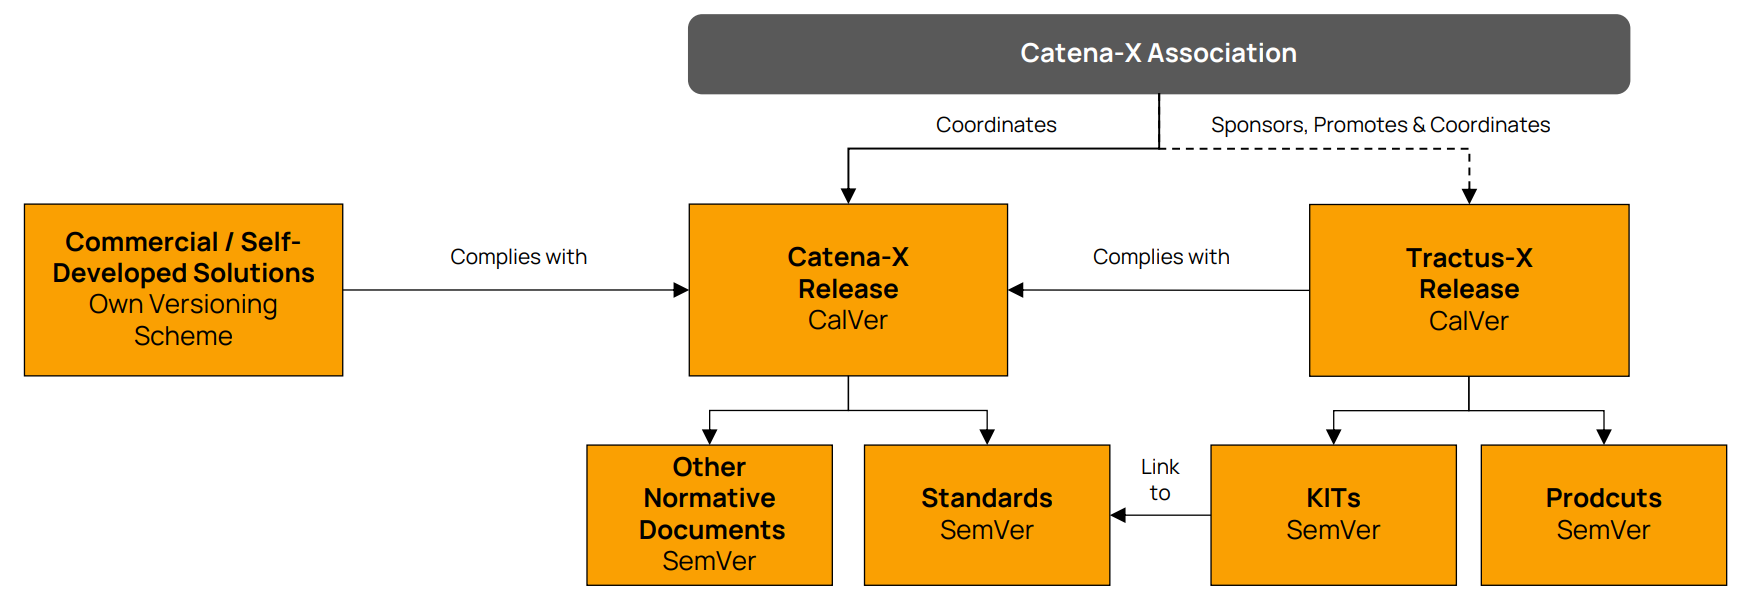 Catena-X Association
Coordinates
Sponsors, Promotes & Coordinates
Commercial / Self-
Developed Solutions
Own Versioning
Scheme
Complies with
Catena-X
Release
CalVer
Complies with
Tractus-X
Release
CalVer
Other
Normative
Documents
SemVer
Standards
SemVer
Link
to
KITs
SemVer
Prodcuts
SemVer